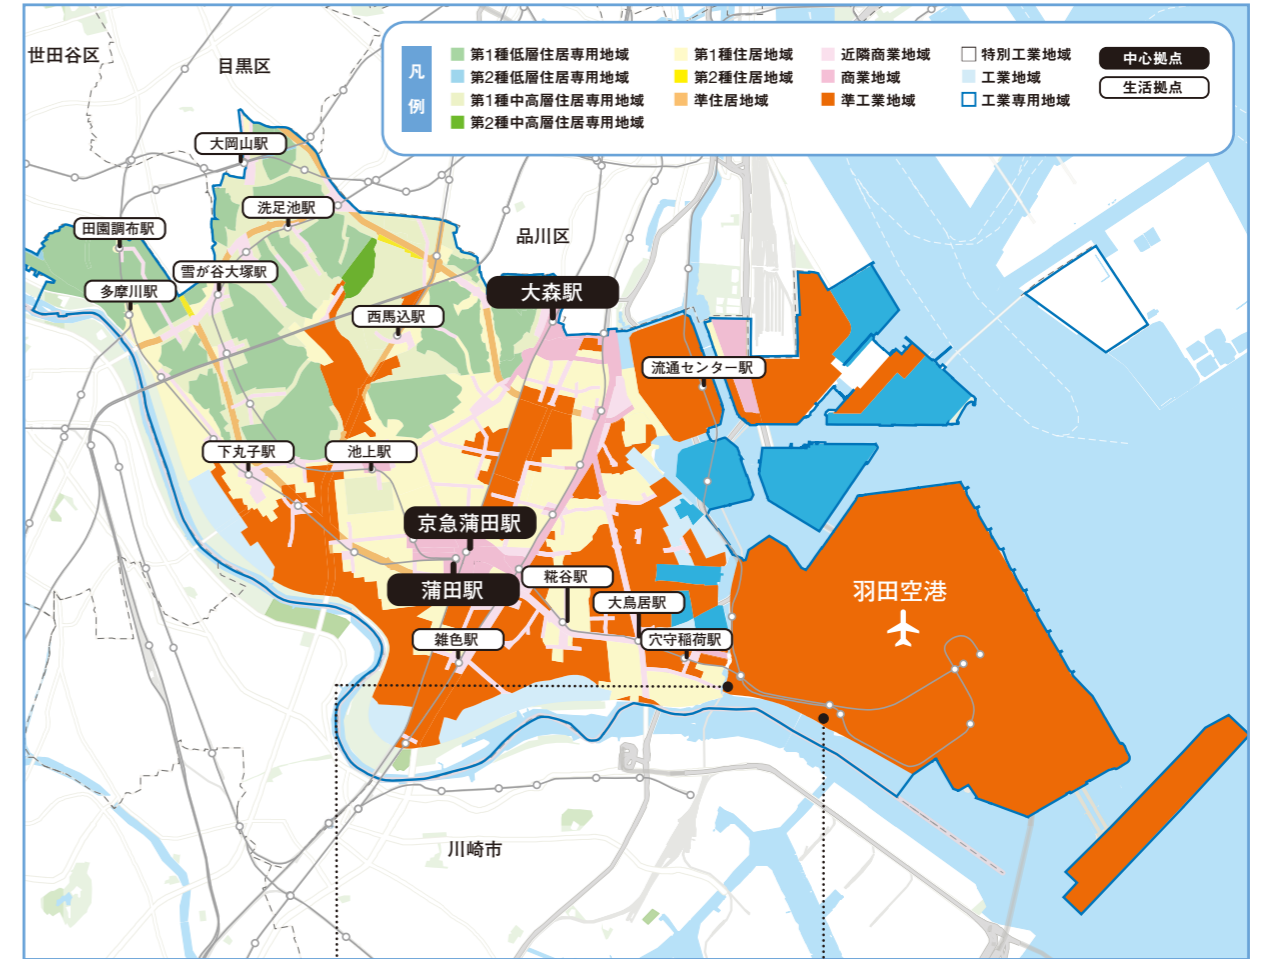 凡例
第1種低層住居専用地域
第2種低層住居専用地域
第1種中高層住居専用地域
第2種中高層住居専用地域
第1種住居地域
第2種住居地域
準住居地域
近隣商業地域
商業地域
準工業地域
特別工業地域
工業地域
工業専用地域
中心拠点
生活拠点
世田谷区
目黒区
大岡山駅
洗足池駅
田園調布駅
品川区
雪が谷大塚駅
多摩川駅
大森駅
西馬込駅
流通センター駅
下丸子駅
池上駅
京急蒲田駅
蒲田駅
糀谷駅
羽田空港
大鳥居駅
雑色駅
穴守稲荷駅
川崎市